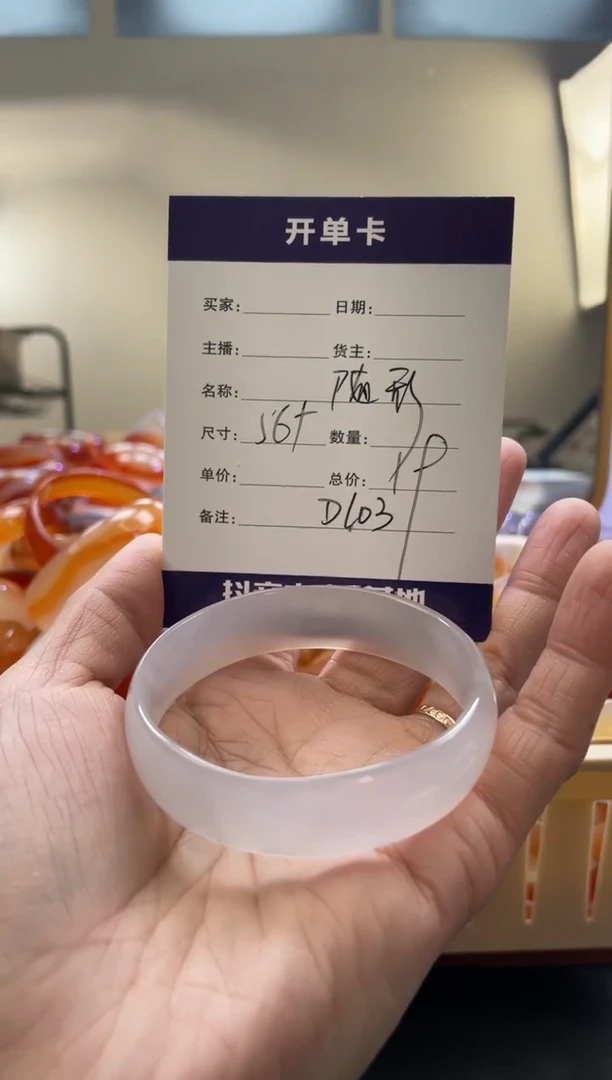 开单卡
买家: 日期:
主播: 货主:
名称: 随形
尺寸: 56+ 数量:
单价: 总价:
备注: D103